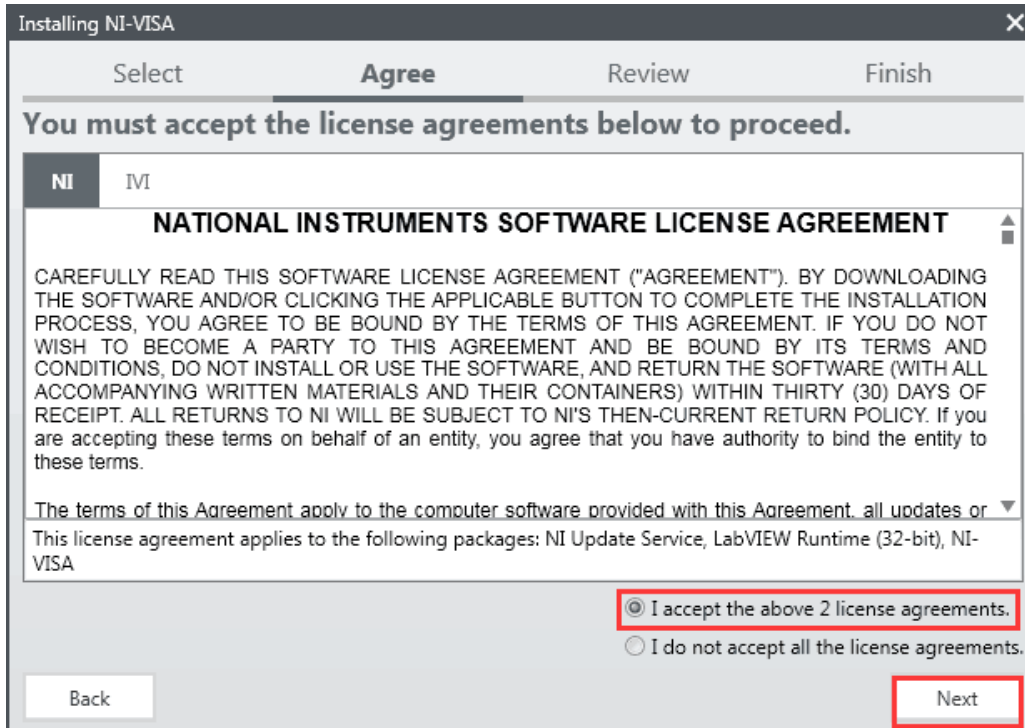 Installing NI-VISA
Select Agree Review Finish
You must accept the license agreements below to proceed.
NI IVI
NATIONAL INSTRUMENTS SOFTWARE LICENSE AGREEMENT
CAREFULLY READ THIS SOFTWARE LICENSE AGREEMENT ("AGREEMENT"). BY DOWNLOADING
THE SOFTWARE AND/OR CLICKING THE APPLICABLE BUTTON TO COMPLETE THE INSTALLATION
PROCESS, YOU AGREE TO BE BOUND BY THE TERMS OF THIS AGREEMENT. IF YOU DO NOT
WISH TO BECOME A PARTY TO THIS AGREEMENT AND BE BOUND BY ITS TERMS AND
CONDITIONS, DO NOT INSTALL OR USE THE SOFTWARE, AND RETURN THE SOFTWARE (WITH ALL
ACCOMPANYING WRITTEN MATERIALS AND THEIR CONTAINERS) WITHIN THIRTY (30) DAYS OF
RECEIPT. ALL RETURNS TO NI WILL BE SUBJECT TO NI'S THEN-CURRENT RETURN POLICY. If you
are accepting these terms on behalf of an entity, you agree that you have authority to bind the entity to
these terms.
The terms of this Agreement apply to the computer software provided with this Agreement, all updates or
This license agreement applies to the following packages: NI Update Service, LabVIEW Runtime (32-bit), NI-
VISA
I accept the above 2 license agreements.
I do not accept all the license agreements.
Back Next